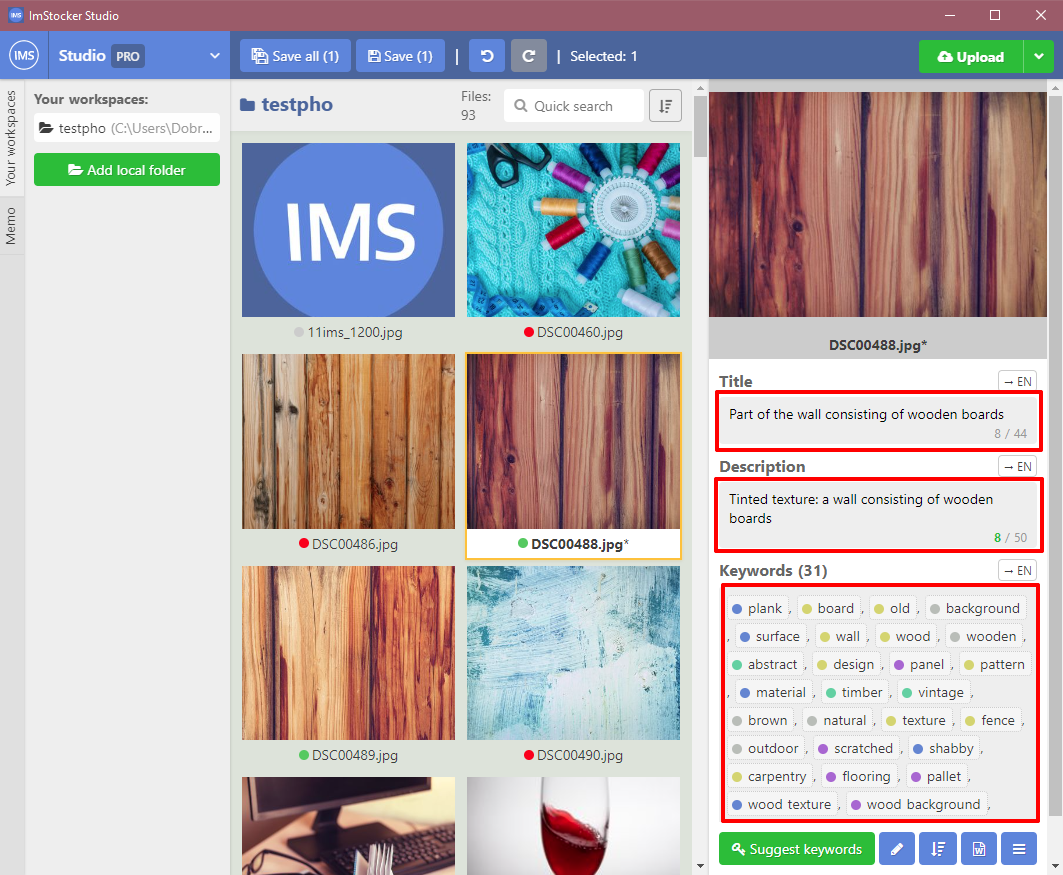 IMS ImStocker Studio
IMS Studio PRO
Save all (1) Save (1) | | Selected: 1
Upload
Your workspaces
Memo
Your workspaces:
testpho (C:\Users\Dobr...
Add local folder
testpho
Files:
93
Quick search
IMS
11ims_1200.jpg
DSC00460.jpg
DSC00486.jpg
DSC00488.jpg*
DSC00489.jpg
DSC00490.jpg
DSC00488.jpg*
Title → EN
Part of the wall consisting of wooden boards
8 / 44
Description → EN
Tinted texture: a wall consisting of wooden
boards
8 / 50
Keywords (31) → EN
plank , board , old , background
, surface , wall , wood , wooden ,
abstract , design , panel , pattern
, material , timber , vintage ,
brown , natural , texture , fence ,
outdoor , scratched , shabby ,
carpentry , flooring , pallet ,
wood texture , wood background ,
Suggest keywords W